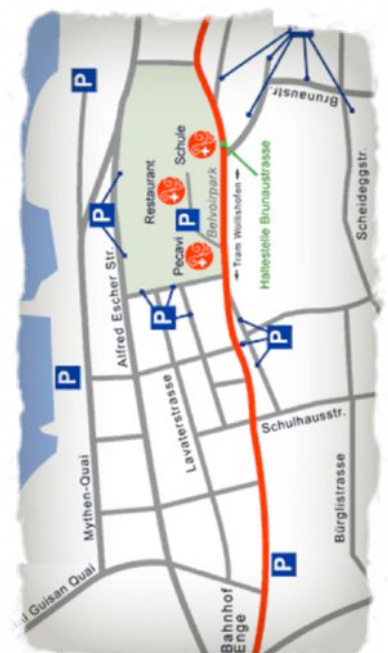 P
P
Brunaustr.
Scheideggstr.
Schule
Restaurant
Belvoirpark
P
P
Pecavi
←Tram Wollishofen→
Haltestelle Brunaustrasse
Alfred Escher Str.
P
P
P
Lavaterstrasse
Schulhausstr.
Mythen-Quai
Bürglistrasse
Guisan Quai
P
Bahnhof
Enge